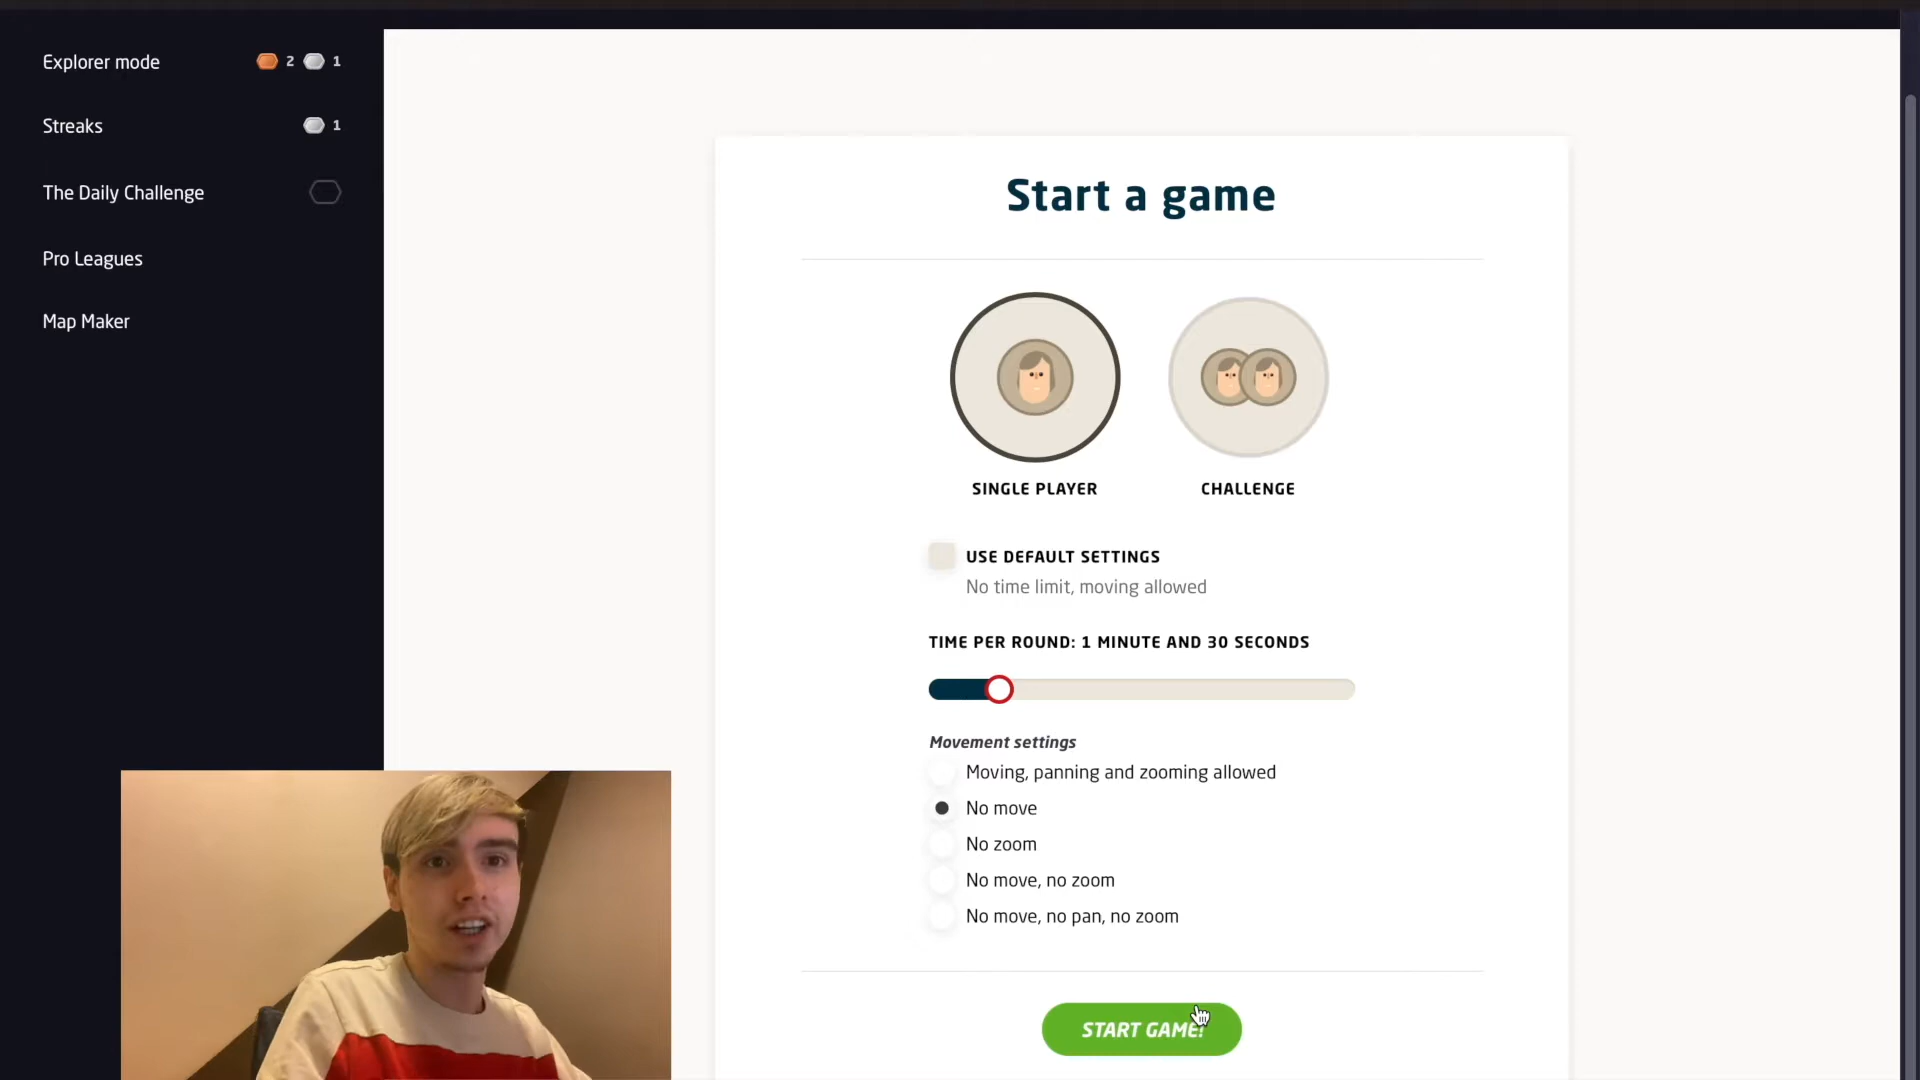 Explorer mode 2 1
Streaks 1
The Daily Challenge
Pro Leagues
Map Maker
Start a game
SINGLE PLAYER CHALLENGE
USE DEFAULT SETTINGS
No time limit, moving allowed
TIME PER ROUND: 1 MINUTE AND 30 SECONDS
Movement settings
Moving, panning and zooming allowed
No move
No zoom
No move, no zoom
No move, no pan, no zoom
START GAME!